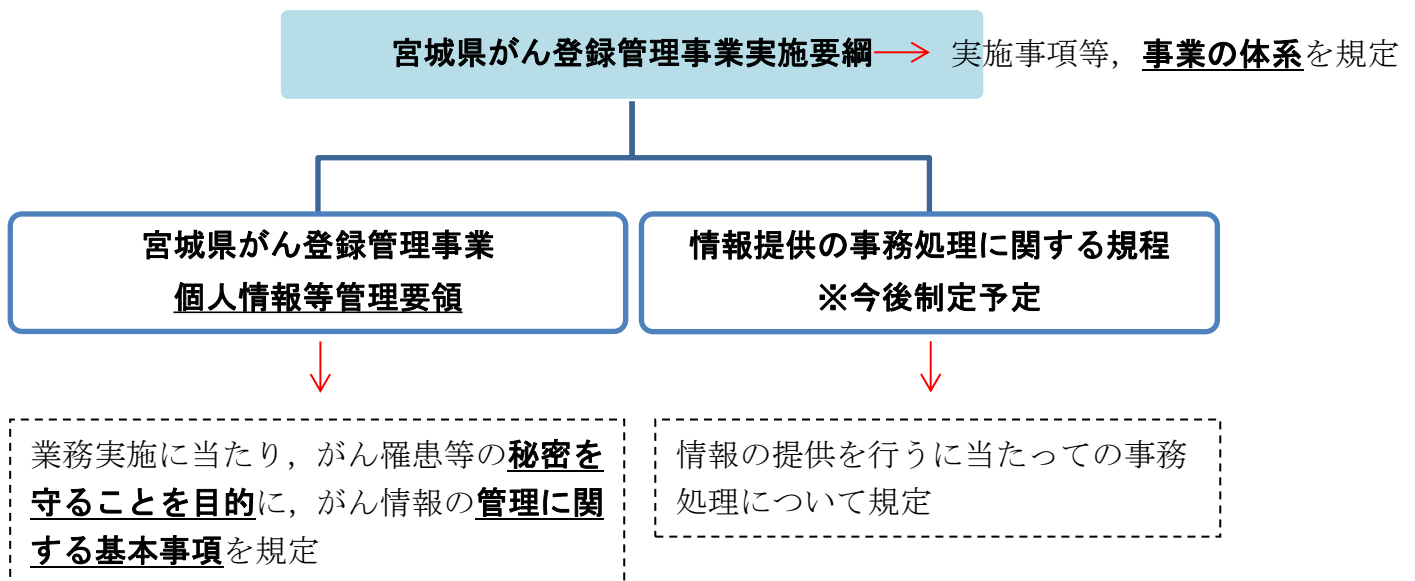 宮城県がん登録管理事業実施要綱
実施事項等，事業の体系を規定
宮城県がん登録管理事業
個人情報等管理要領
情報提供の事務処理に関する規程
※今後制定予定
業務実施に当たり，がん罹患等の秘密を
守ることを目的に，がん情報の管理に関
する基本事項を規定
情報の提供を行うに当たっての事務
処理について規定